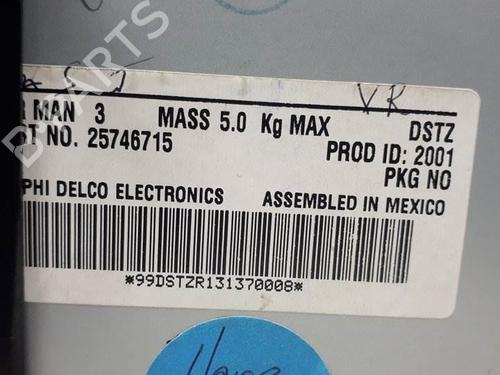 MAN 3 MASS 5.0 Kg MAX DSTZ
NO. 25746715 PROD ID: 2001
PKG NO
PHI DELCO ELECTRONICS ASSEMBLED IN MEXICO
*99DSTZR131370008*
VR
PARTS